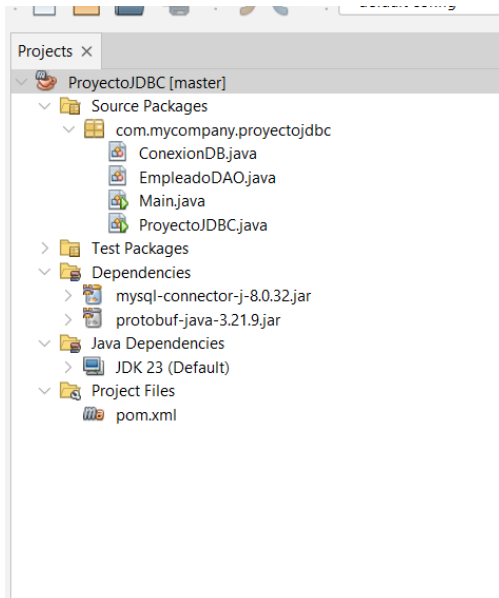 default config
Projects
ProyectoJDBC [master]
Source Packages
com.mycompany.proyectojdbc
ConexionDB.java
EmpleadoDAO.java
Main.java
ProyectoJDBC.java
Test Packages
Dependencies
mysql-connector-j-8.0.32.jar
protobuf-java-3.21.9.jar
Java Dependencies
JDK 23 (Default)
Project Files
pom.xml